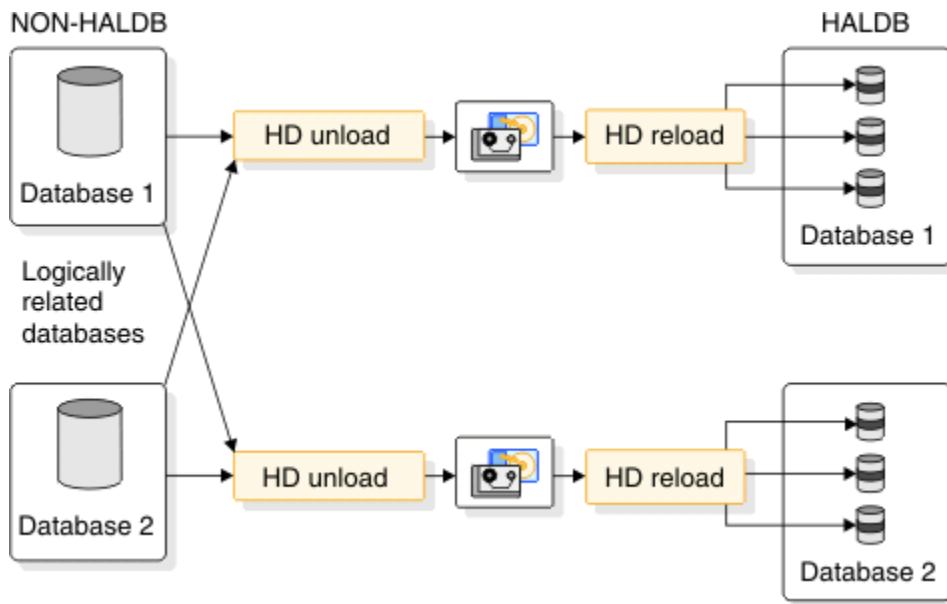 NON-HALDB
HALDB
HD unload
HD reload
Database 1
Database 1
Logically
related
databases
HD unload
HD reload
Database 2
Database 2